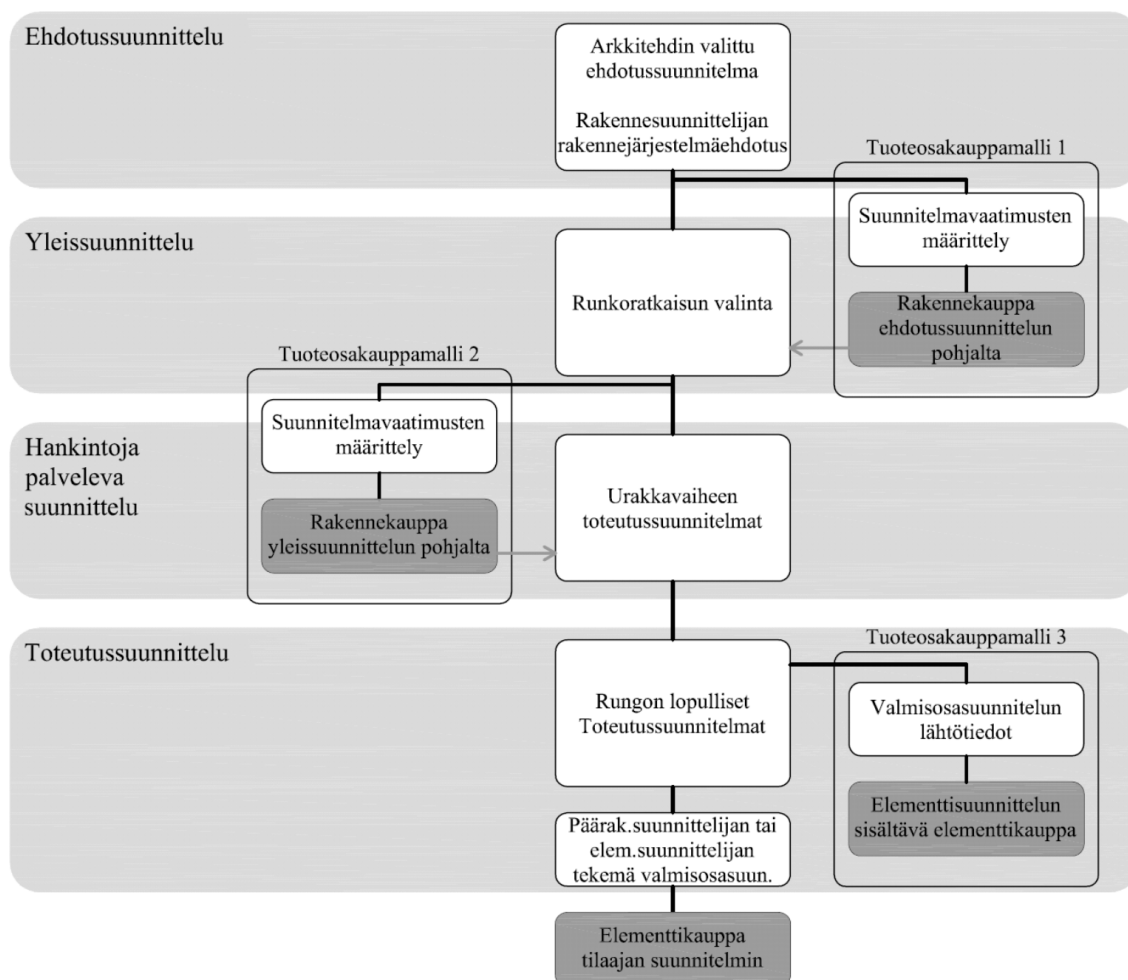 Ehdotussuunnittelu
Arkkitehdin valittu
ehdotussuunnitelma
Rakennesuunnittelijan
rakennejärjestelmäehdotus
Tuoteosakauppamalli 1
Suunnitelmavaatimusten
määrittely
Yleissuunnittelu
Runkoratkaisun valinta
Rakennekauppa
ehdotussuunnittelun
pohjalta
Tuoteosakauppamalli 2
Suunnitelmavaatimusten
määrittely
Hankintoja
palveleva
suunnittelu
Urakkavaiheen
toteutussuunnitelmat
Rakennekauppa
yleissuunnittelun pohjalta
Toteutussuunnittelu
Tuoteosakauppamalli 3
Rungon lopulliset
Toteutussuunnitelmat
Valmisosasuunnitelun
lähtötiedot
Elementtisuunnittelun
sisältävä elementtikauppa
Päärak.suunnittelijan tai
elem.suunnittelijan
tekemä valmisosasuun.
Elementtikauppa
tilaajan suunnitelmin